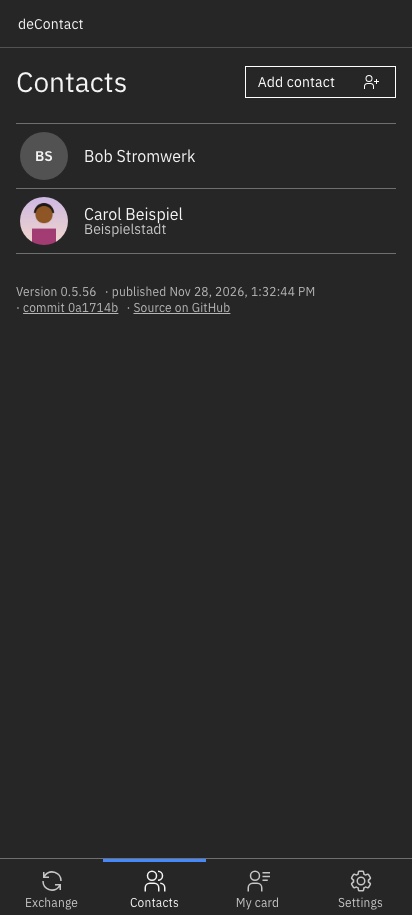 deContact
Contacts
Add contact
BS
Bob Stromwerk
Carol Beispiel
Beispielstadt
Version 0.5.56 · published Nov 28, 2026, 1:32:44 PM
· commit 0a1714b · Source on GitHub
Exchange
Contacts
My card
Settings